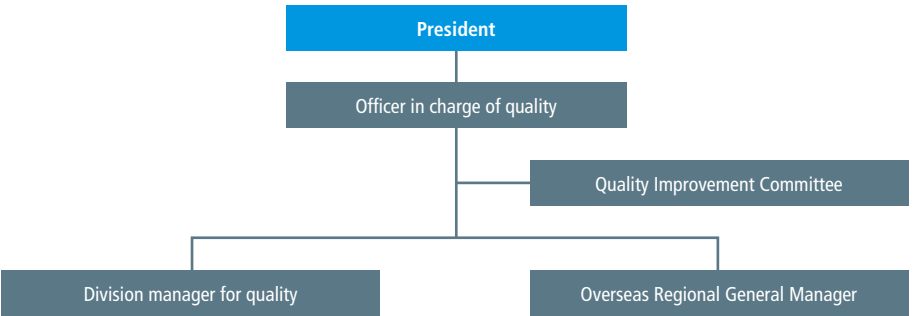 President
Officer in charge of quality
Quality Improvement Committee
Division manager for quality
Overseas Regional General Manager